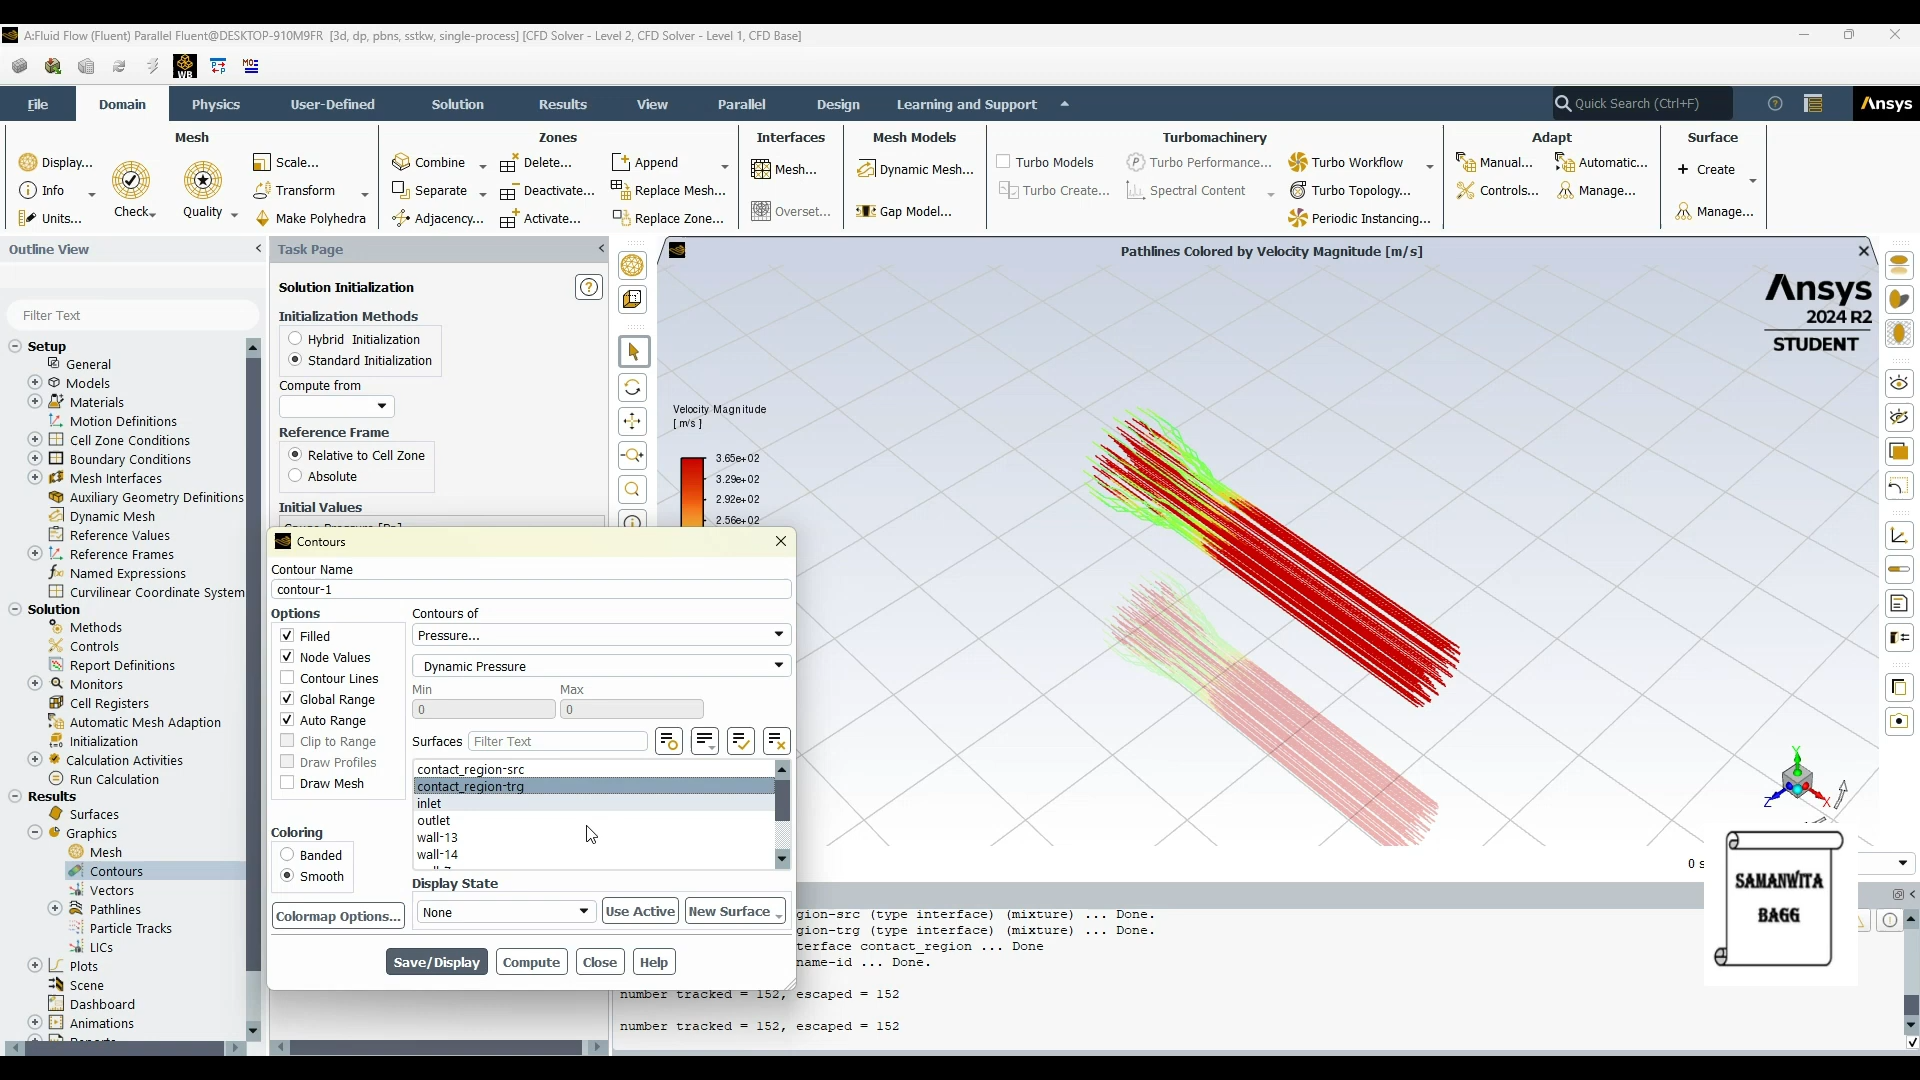 A:Fluid Flow (Fluent) Parallel Fluent@DESKTOP-910M9FR [3d, dp, pbns, sstkw, single-process] [CFD Solver - Level 2, CFD Solver - Level 1, CFD Base]
WB
File Domain Physics User-Defined Solution Results View Parallel Design Learning and Support Quick Search (Ctrl+F) Ansys
Mesh Zones Interfaces Mesh Models Turbomachinery Adapt Surface
Display... Scale... Combine Delete... Append Mesh... Dynamic Mesh... Turbo Models Turbo Performance... Turbo Workflow Manual... Automatic... Create
Info Transform Separate Deactivate... Replace Mesh... Turbo Create... Spectral Content Turbo Topology... Controls... Manage...
Check Quality Overset... Gap Model... Manage...
Units... Make Polyhedra Adjacency... Activate... Replace Zone... Periodic Instancing...
Outline View
Filter Text
Setup
General
Models
Materials
Motion Definitions
Cell Zone Conditions
Boundary Conditions
Mesh Interfaces
Auxiliary Geometry Definitions
Dynamic Mesh
Reference Values
Reference Frames
Named Expressions
Curvilinear Coordinate System
Solution
Methods
Controls
Report Definitions
Monitors
Cell Registers
Automatic Mesh Adaption
Initialization
Calculation Activities
Run Calculation
Results
Surfaces
Graphics
Mesh
Contours
Vectors
Pathlines
Particle Tracks
LICs
Plots
Scene
Dashboard
Animations
Task Page
Solution Initialization
Initialization Methods
Hybrid Initialization
Standard Initialization
Compute from
Reference Frame
Relative to Cell Zone
Absolute
Initial Values
Contours
Contour Name
contour-1
Options
Filled
Node Values
Contour Lines
Global Range
Auto Range
Clip to Range
Draw Profiles
Draw Mesh
Coloring
Banded
Smooth
Colormap Options...
Contours of
Pressure...
Dynamic Pressure
Min Max
0 0
Surfaces Filter Text
contact_region-src
contact_region-trg
inlet
outlet
wall-13
wall-14
Display State
None Use Active New Surface
Save/Display Compute Close Help
Pathlines Colored by Velocity Magnitude [m/s]
Ansys
2024 R2
STUDENT
Velocity Magnitude
[ m/s ]
3.65e+02
3.29e+02
2.92e+02
2.56e+02
Y
Z X
0 s
gion-src (type interface) (mixture) ... Done.
gion-trg (type interface) (mixture) ... Done.
terface contact_region ... Done
name-id ... Done.
number tracked = 152, escaped = 152
number tracked = 152, escaped = 152
SAMANWITA
BAGG